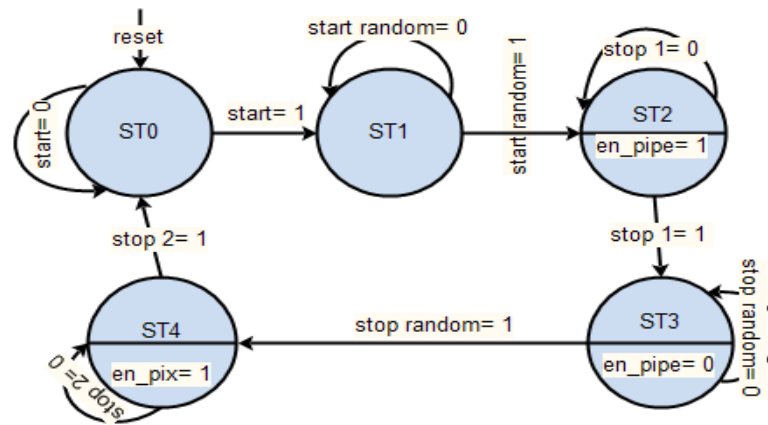 reset
start random= 0
stop 1= 0
start= 0
ST0
start= 1
ST1
start random= 1
ST2
en_pipe= 1
stop 2= 1
stop 1= 1
ST4
en_pix= 1
stop 2=0
stop random= 1
ST3
en_pipe= 0
stop random=0